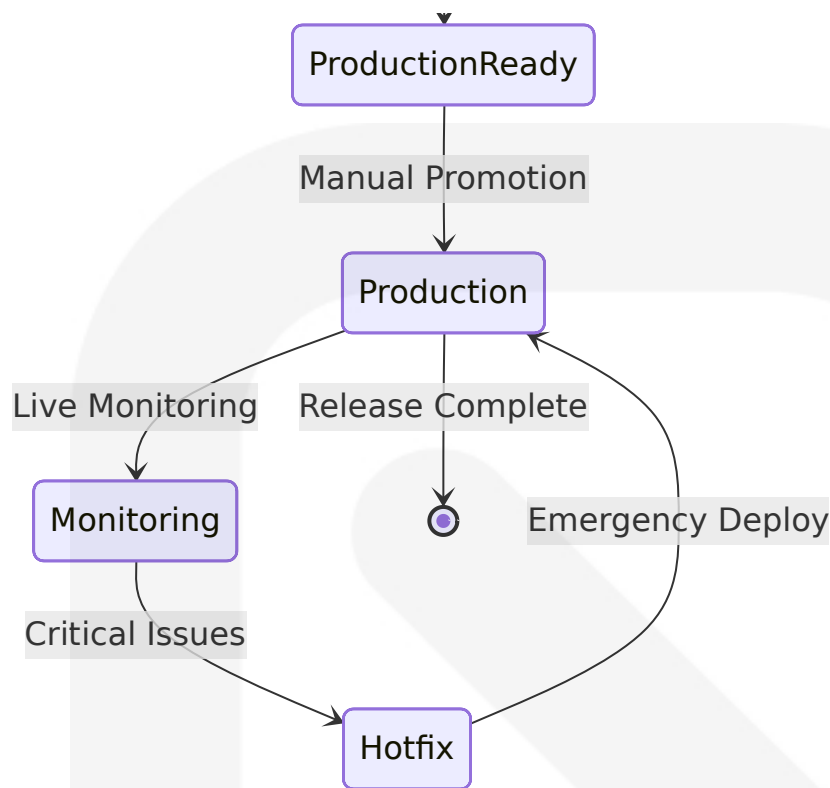 ProductionReady
Manual Promotion
Production
Live Monitoring
Release Complete
Monitoring
Emergency Deploy
Critical Issues
Hotfix